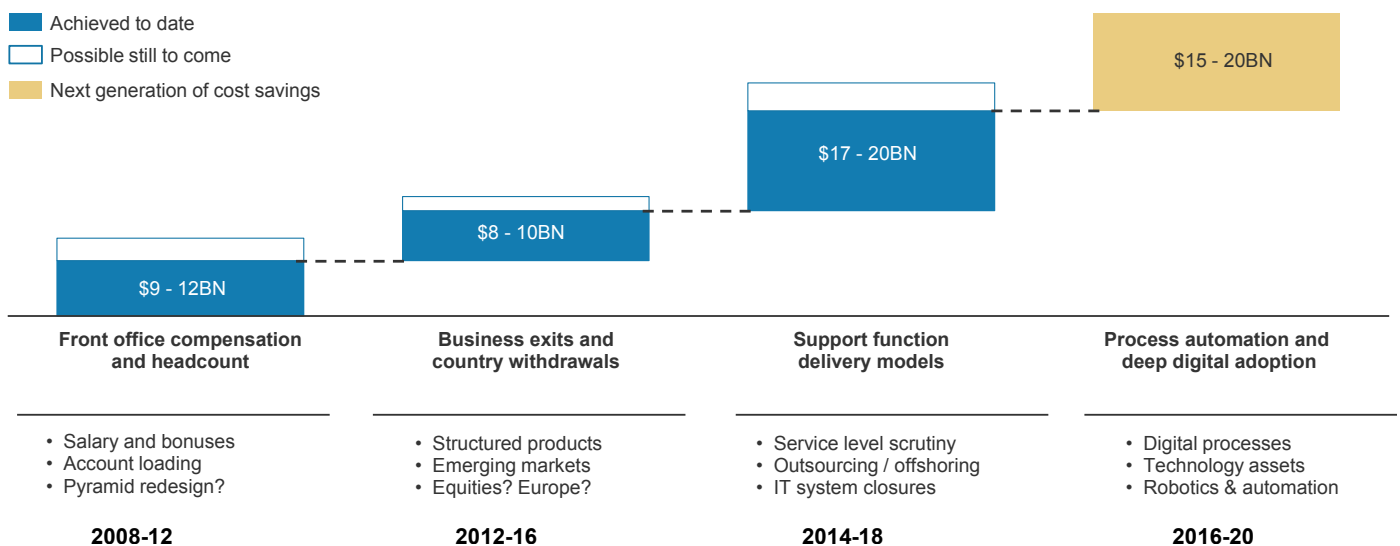 Achieved to date
Possible still to come
Next generation of cost savings
$15 - 20BN
$17 - 20BN
$8 - 10BN
$9 - 12BN
Front office compensation
and headcount
Business exits and
country withdrawals
Support function
delivery models
Process automation and
deep digital adoption
• Salary and bonuses
• Account loading
• Pyramid redesign?
• Structured products
• Emerging markets
• Equities? Europe?
• Service level scrutiny
• Outsourcing / offshoring
• IT system closures
• Digital processes
• Technology assets
• Robotics & automation
2008-12
2012-16
2014-18
2016-20